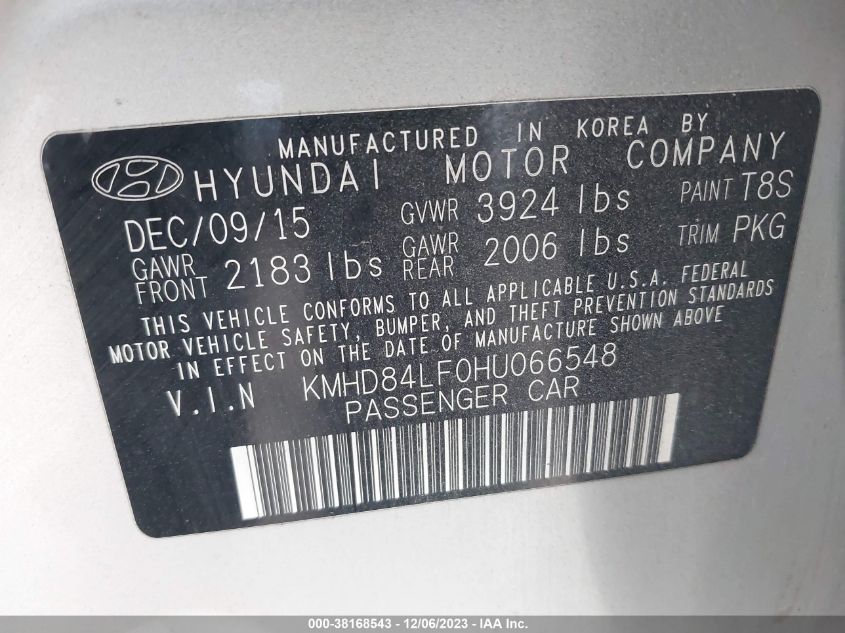 MANUFACTURED IN KOREA BY
HYUNDAI MOTOR COMPANY
DEC/09/15 GVWR 3924 lbs PAINT T8S
GAWR FRONT 2183 lbs GAWR REAR 2006 lbs TRIM PKG
THIS VEHICLE CONFORMS TO ALL APPLICABLE U.S.A. FEDERAL
MOTOR VEHICLE SAFETY, BUMPER, AND THEFT PREVENTION STANDARDS
IN EFFECT ON THE DATE OF MANUFACTURE SHOWN ABOVE
V.I.N KMHD84LF0HU066548
PASSENGER CAR
000-38168543 - 12/06/2023 - IAA Inc.